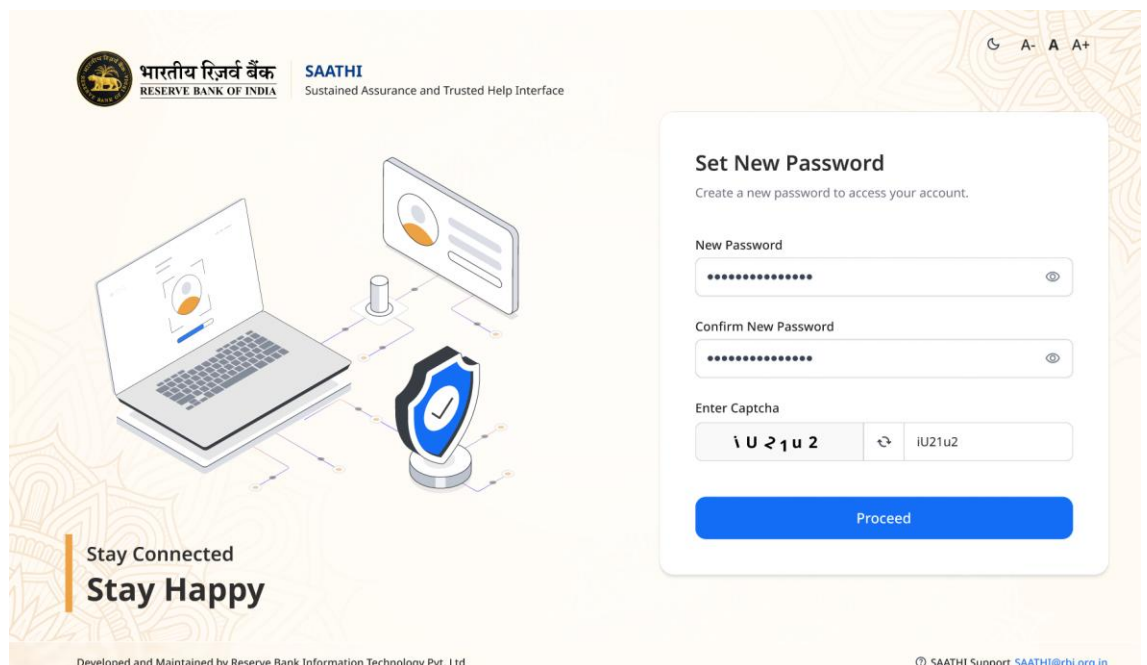 A- A A+
भारतीय रिज़र्व बैंक
RESERVE BANK OF INDIA
SAATHI
Sustained Assurance and Trusted Help Interface
Set New Password
Create a new password to access your account.
New Password
•••••••••••••••
Confirm New Password
•••••••••••••••
Enter Captcha
iU21u2
iU21u2
Proceed
Stay Connected
Stay Happy
Developed and Maintained by Reserve Bank Information Technology Pvt. Ltd
SAATHI Support SAATHI@rbi.org.in